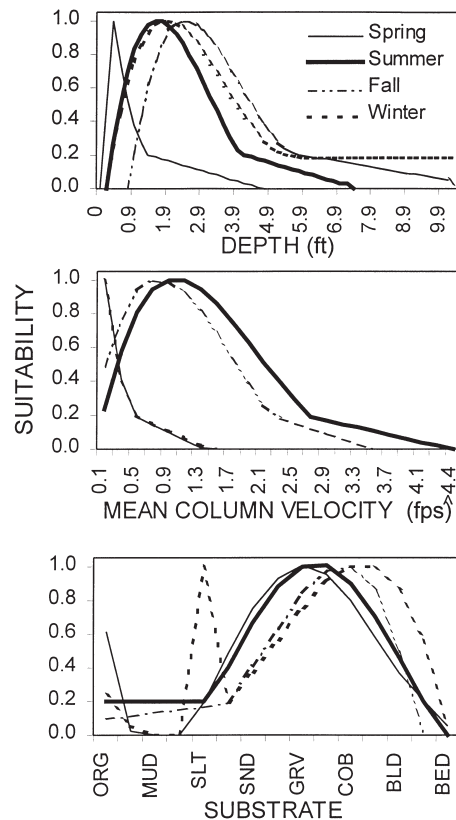 1.0
0.8
0.6
0.4
0.2
0.0
Spring
Summer
Fall
Winter
0 0.9 1.9 2.9 3.9 4.9 5.9 6.9 7.9 8.9 9.9
DEPTH (ft)
SUITABILITY
1.0
0.8
0.6
0.4
0.2
0.0
0.1 0.5 0.9 1.3 1.7 2.1 2.5 2.9 3.3 3.7 4.1 >4.4
MEAN COLUMN VELOCITY (fps)
1.0
0.8
0.6
0.4
0.2
0.0
ORG MUD SLT SND GRV COB BLD BED
SUBSTRATE